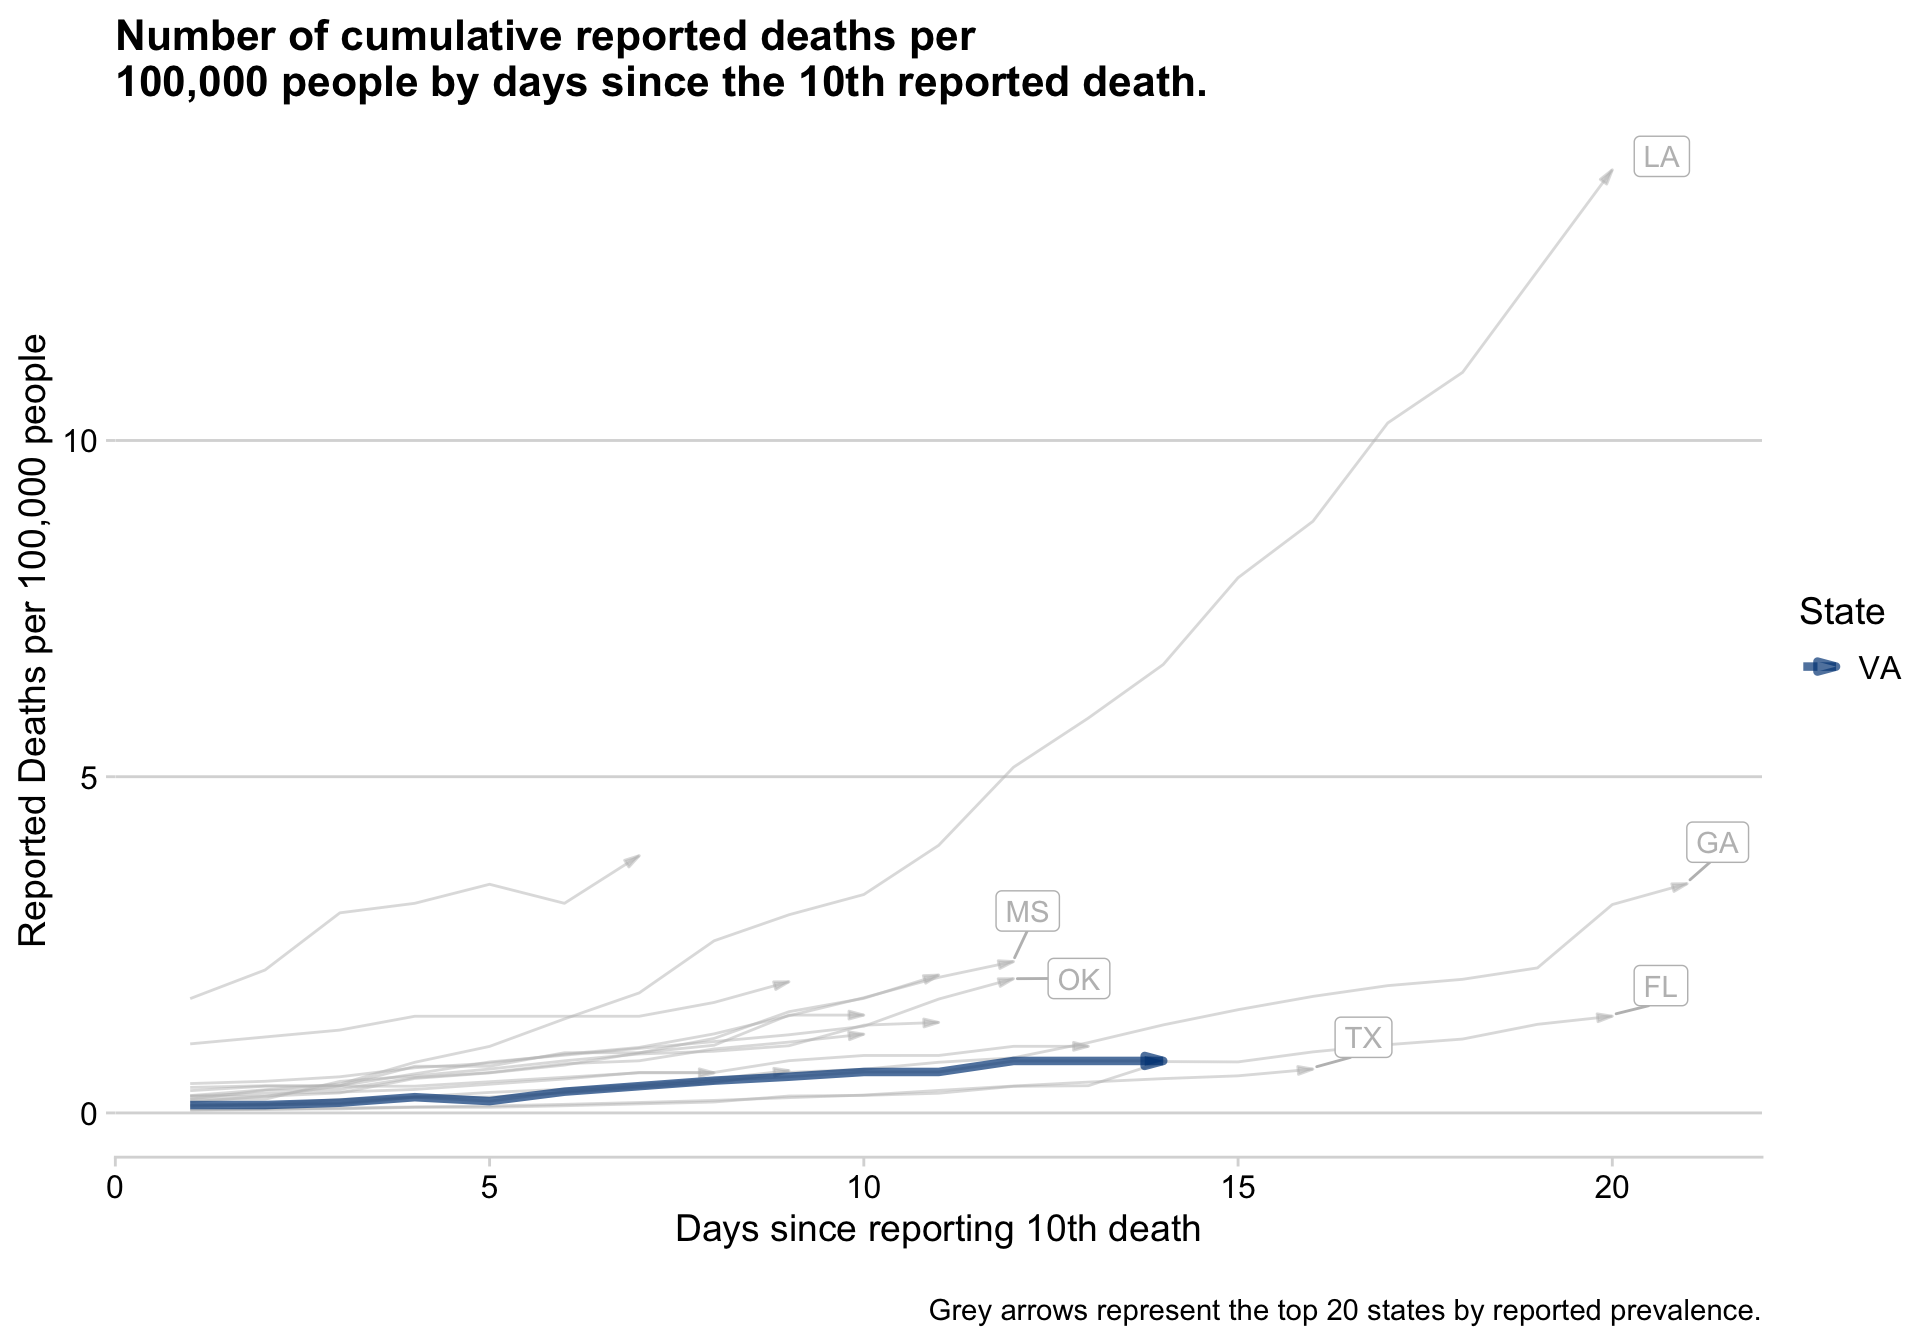 Number of cumulative reported deaths per
100,000 people by days since the 10th reported death.
LA
10
Reported Deaths per 100,000 people
State
VA
5
GA
MS
OK
FL
TX
0
0 5 10 15 20
Days since reporting 10th death
Grey arrows represent the top 20 states by reported prevalence.